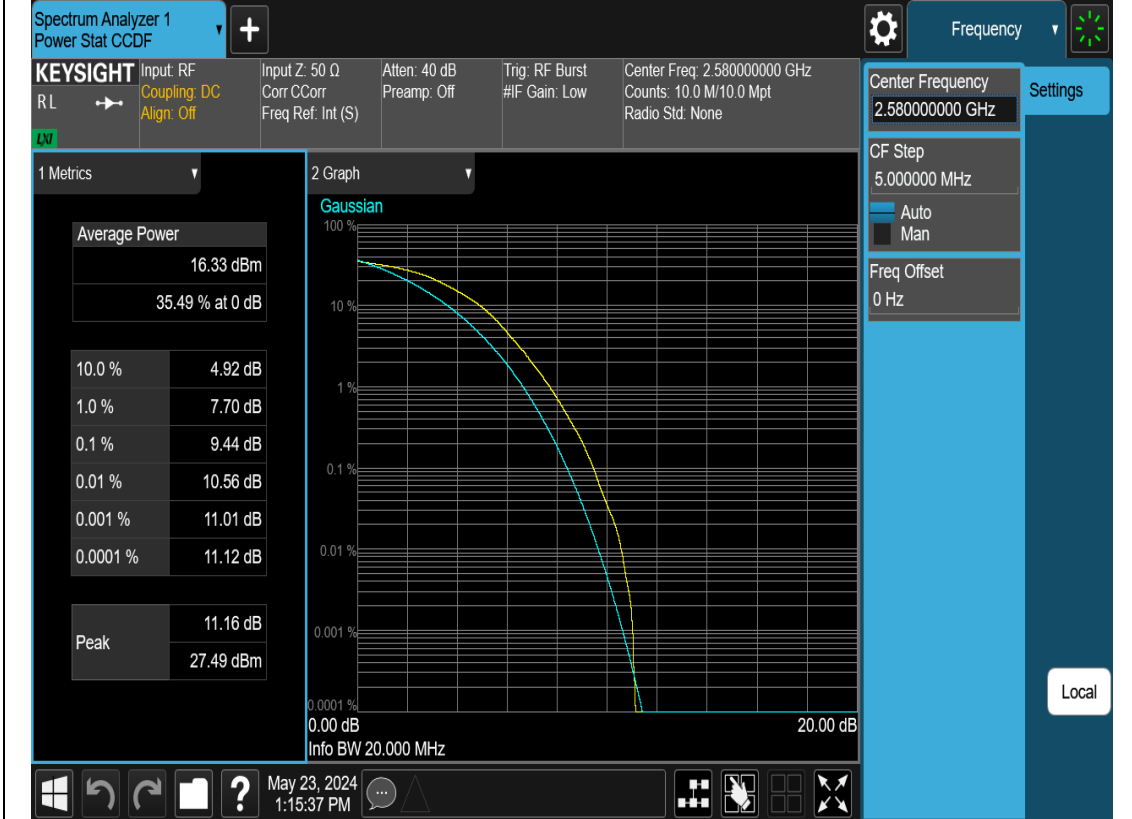 Spectrum Analyzer 1
Power Stat CCDF
+
Frequency
KEYSIGHT
RL
LXI
Input: RF
Coupling: DC
Align: Off
Input Z: 50 Ω
Corr CCorr
Freq Ref: Int (S)
Atten: 40 dB
Preamp: Off
Trig: RF Burst
#IF Gain: Low
Center Freq: 2.580000000 GHz
Counts: 10.0 M/10.0 Mpt
Radio Std: None
Center Frequency
2.580000000 GHz
Settings
CF Step
5.000000 MHz
Auto
Man
Freq Offset
0 Hz
1 Metrics
Average Power
16.33 dBm
35.49 % at 0 dB
10.0 % 4.92 dB
1.0 % 7.70 dB
0.1 % 9.44 dB
0.01 % 10.56 dB
0.001 % 11.01 dB
0.0001 % 11.12 dB
Peak
11.16 dB
27.49 dBm
2 Graph
Gaussian
100 %
10 %
1 %
0.1 %
0.01 %
0.001 %
0.0001 %
0.00 dB 20.00 dB
Info BW 20.000 MHz
Local
?
May 23, 2024
1:15:37 PM